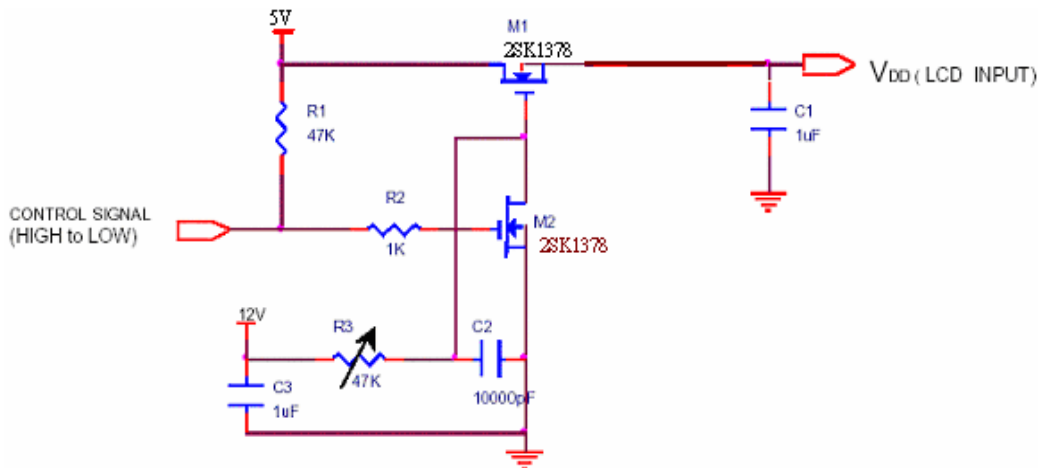 5V
M1
2SK1378
VDD ( LCD INPUT)
R1
47K
C1
1uF
R2
1K
CONTROL SIGNAL
(HIGH to LOW)
M2
2SK1378
12V
R3
47K
C2
10000pF
C3
1uF